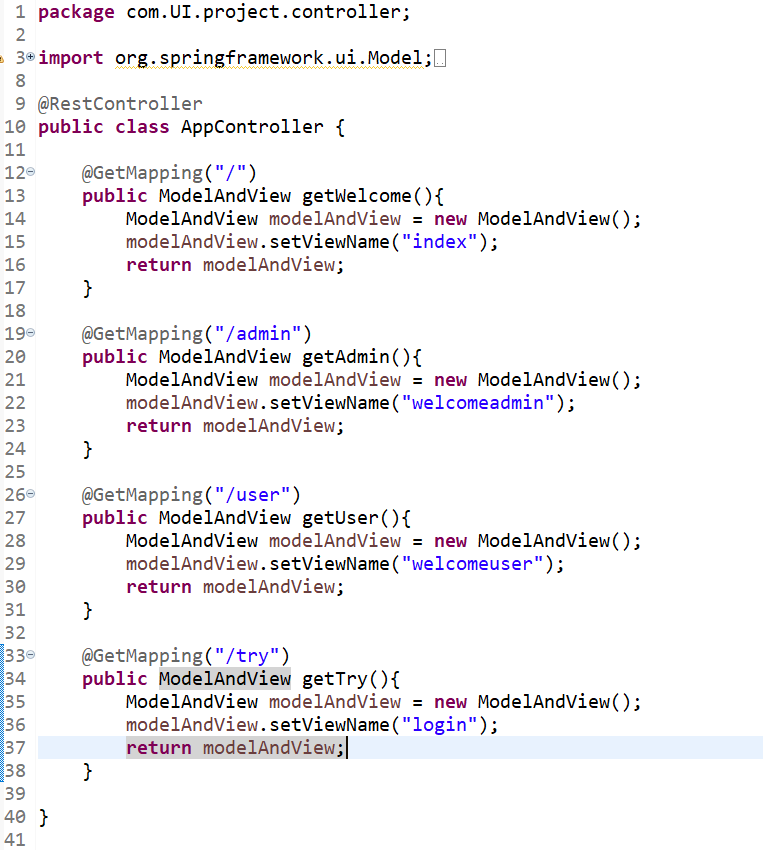 1 package com.UI.project.controller;
2
3 import org.springframework.ui.Model;
8
9 @RestController
10 public class AppController {
11
12 @GetMapping("/")
13 public ModelAndView getWelcome(){
14 ModelAndView modelAndView = new ModelAndView();
15 modelAndView.setViewName("index");
16 return modelAndView;
17 }
18
19 @GetMapping("/admin")
20 public ModelAndView getAdmin(){
21 ModelAndView modelAndView = new ModelAndView();
22 modelAndView.setViewName("welcomeadmin");
23 return modelAndView;
24 }
25
26 @GetMapping("/user")
27 public ModelAndView getUser(){
28 ModelAndView modelAndView = new ModelAndView();
29 modelAndView.setViewName("welcomeuser");
30 return modelAndView;
31 }
32
33 @GetMapping("/try")
34 public ModelAndView getTry(){
35 ModelAndView modelAndView = new ModelAndView();
36 modelAndView.setViewName("login");
37 return modelAndView;
38 }
39
40 }
41